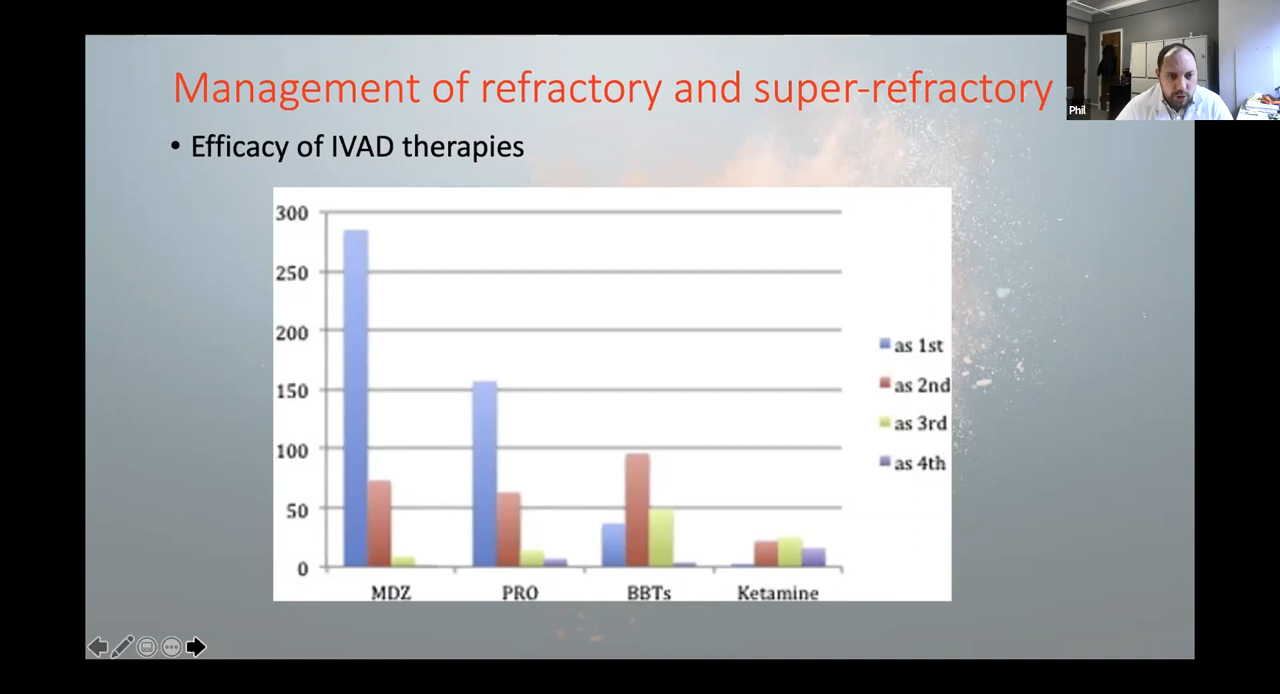 Management of refractory and super-refractory
Phil
• Efficacy of IVAD therapies
300
250
200
150
100
50
0
MDZ
PRO
BBTs
Ketamine
as 1st
as 2nd
as 3rd
as 4th